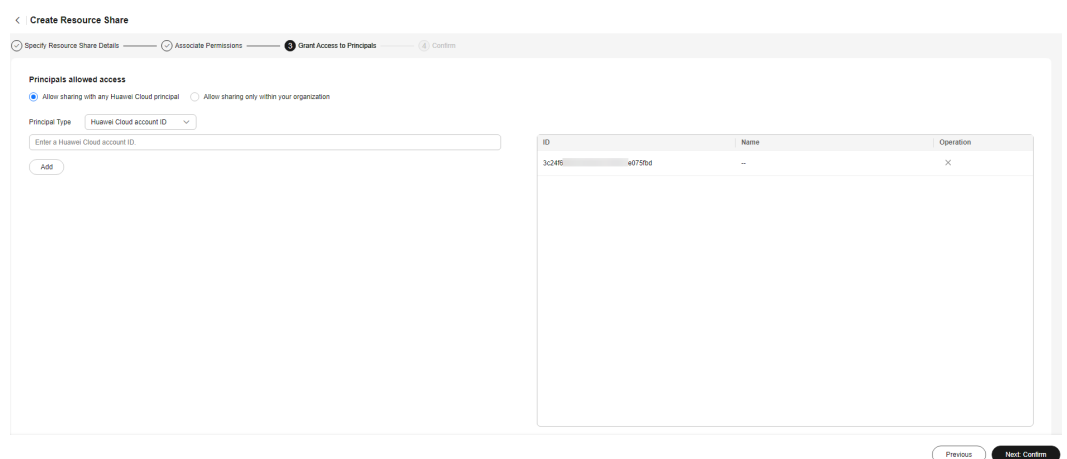 Create Resource Share
Specify Resource Share Details Associate Permissions 3 Grant Access to Principals 4 Confirm
Principals allowed access
Allow sharing with any Huawei Cloud principal Allow sharing only within your organization
Principal Type Huawei Cloud account ID
Enter a Huawei Cloud account ID.
Add
ID Name Operation
3c24f6 e075fbd --
Previous Next: Confirm